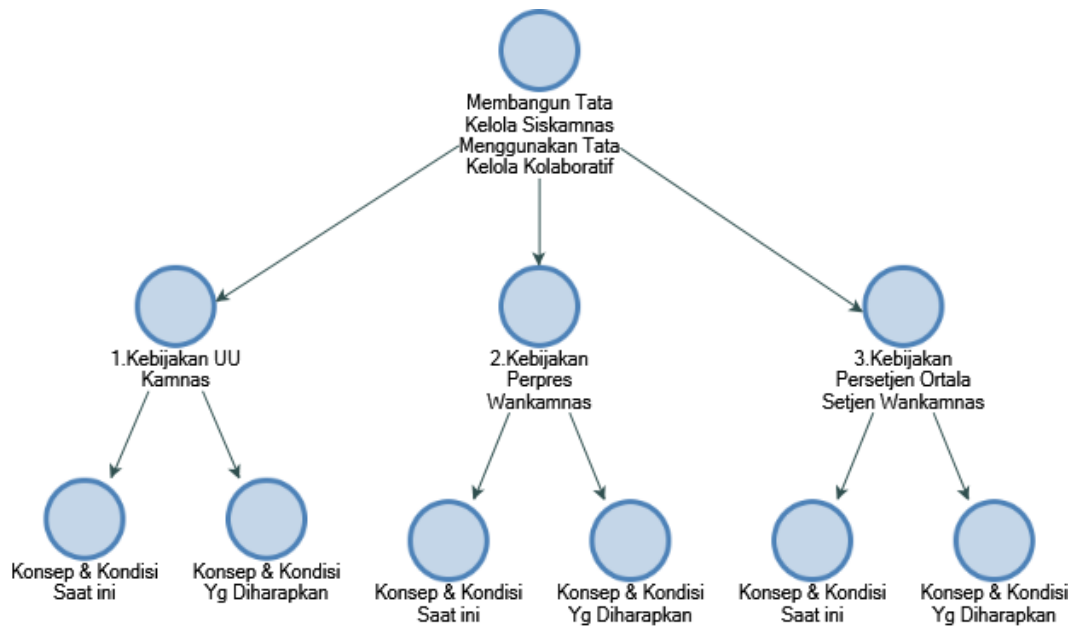 Membangun Tata
Kelola Siskamnas
Menggunakan Tata
Kelola Kolaboratif
1.Kebijakan UU
Kamnas
2.Kebijakan
Perpres
Wankamnas
3.Kebijakan
Persetjen Ortala
Setjen Wankamnas
Konsep & Kondisi
Saat ini
Konsep & Kondisi
Yg Diharapkan
Konsep & Kondisi
Saat ini
Konsep & Kondisi
Yg Diharapkan
Konsep & Kondisi
Saat ini
Konsep & Kondisi
Yg Diharapkan